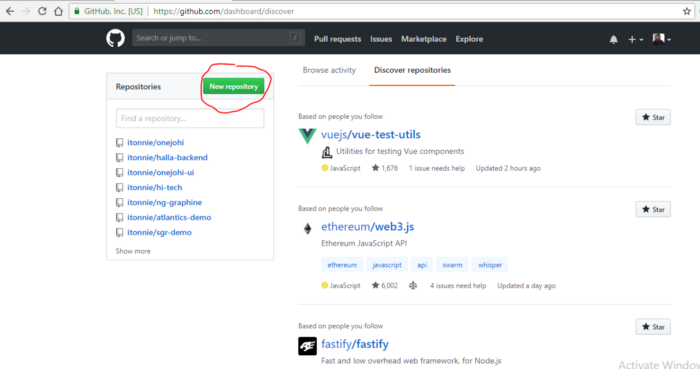 GitHub, Inc. [US] | https://github.com/dashboard/discover
Search or jump to... /
Pull requests Issues Marketplace Explore
Repositories
New repository
Find a repository...
itonnie/onejohi
itonnie/halla-backend
itonnie/onejohi-ui
itonnie/hi-tech
itonnie/ng-graphine
itonnie/atlantics-demo
itonnie/sgr-demo
Show more
Browse activity Discover repositories
Based on people you follow
Star
vuejs/vue-test-utils
Utilities for testing Vue components
JavaScript 1,676 1 issue needs help Updated 2 hours ago
Based on people you follow
Star
ethereum/web3.js
Ethereum JavaScript API
ethereum javascript api swarm whisper
JavaScript 6,002 4 issues need help Updated a day ago
Based on people you follow
Star
fastify/fastify
Fast and low overhead web framework, for Node.js
Activate Window